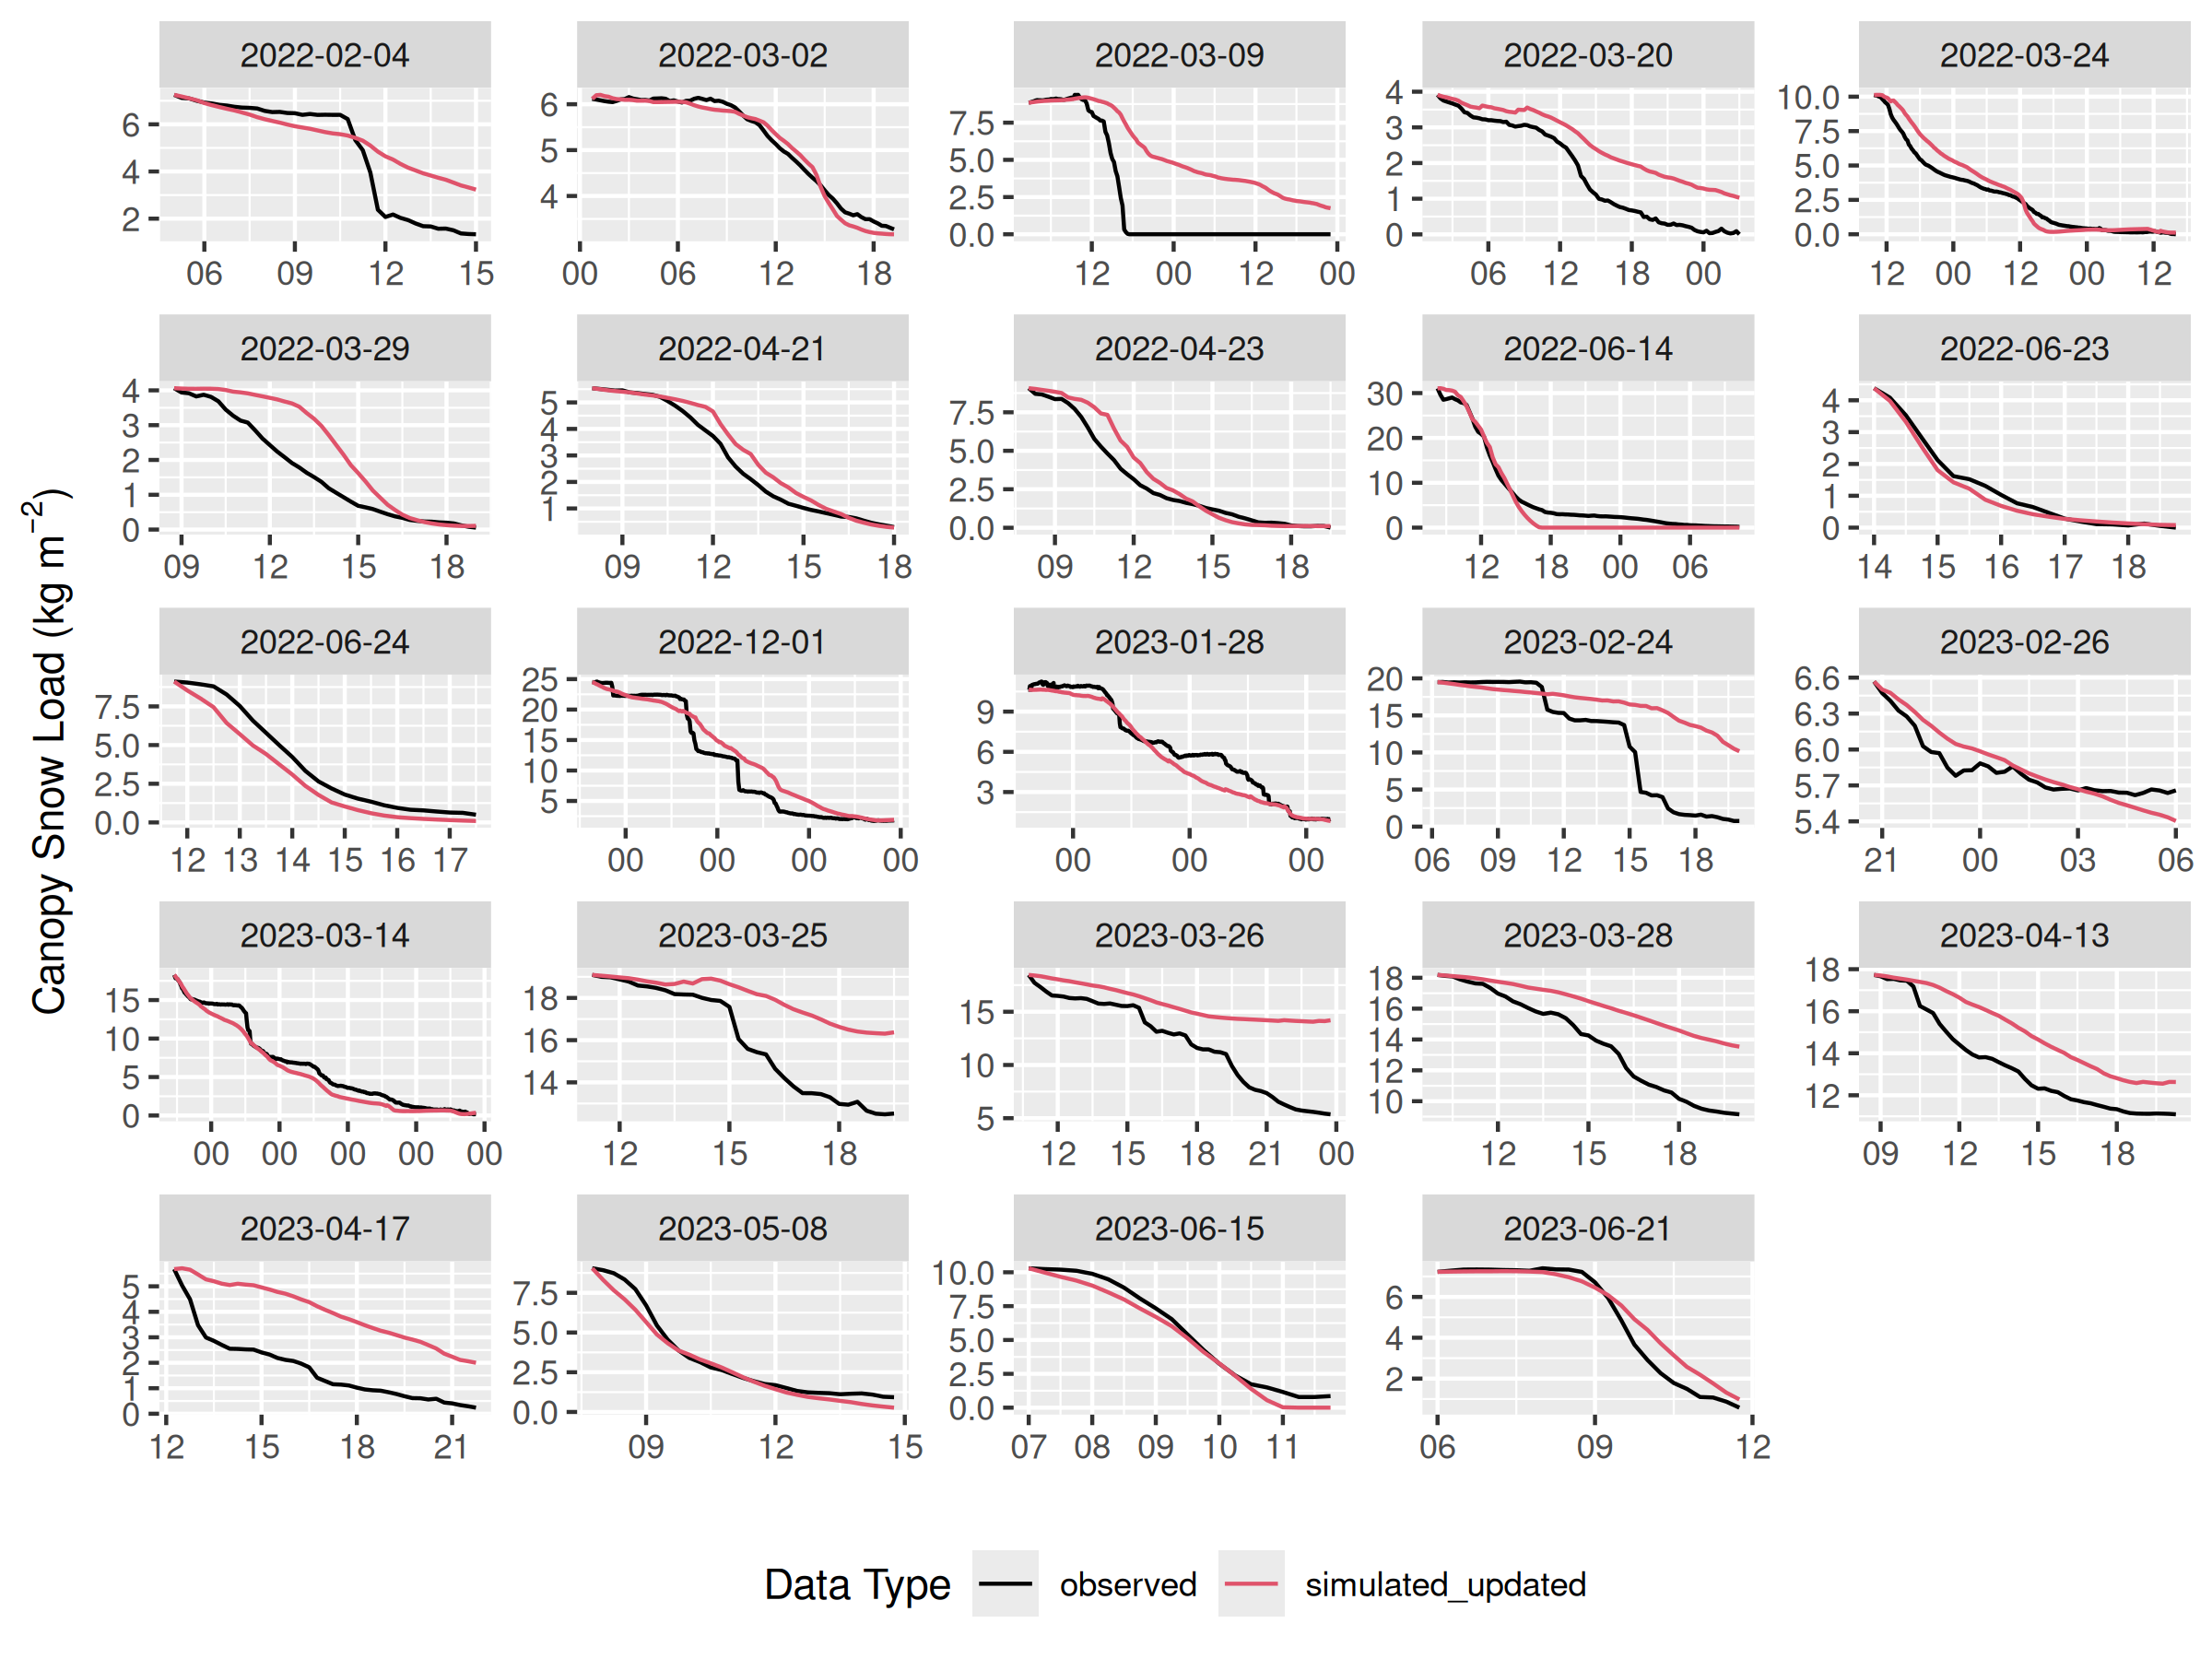 2022-02-04 2022-03-02 2022-03-09 2022-03-20 2022-03-24
6 4 2 6 5 4 7.5 5.0 2.5 0.0 4 3 2 1 0 10.0 7.5 5.0 2.5 0.0
06 09 12 15 00 06 12 18 12 00 12 00 06 12 18 00 12 00 12 00 12
2022-03-29 2022-04-21 2022-04-23 2022-06-14 2022-06-23
4 3 2 1 0 5 4 3 2 1 7.5 5.0 2.5 0.0 30 20 10 0 4 3 2 1 0
09 12 15 18 09 12 15 18 09 12 15 18 12 18 00 06 14 15 16 17 18
Canopy Snow Load (kg m⁻²)
2022-06-24 2022-12-01 2023-01-28 2023-02-24 2023-02-26
7.5 5.0 2.5 0.0 25 20 15 10 5 9 6 3 20 15 10 5 0 6.6 6.3 6.0 5.7 5.4
12 13 14 15 16 17 00 00 00 00 00 00 00 06 09 12 15 18 21 00 03 06
2023-03-14 2023-03-25 2023-03-26 2023-03-28 2023-04-13
15 10 5 0 18 16 14 15 10 5 18 16 14 12 10 18 16 14 12
00 00 00 00 00 12 15 18 12 15 18 21 00 12 15 18 09 12 15 18
2023-04-17 2023-05-08 2023-06-15 2023-06-21
5 4 3 2 1 0 7.5 5.0 2.5 0.0 10.0 7.5 5.0 2.5 0.0 6 4 2
12 15 18 21 09 12 15 07 08 09 10 11 06 09 12
Data Type observed simulated_updated